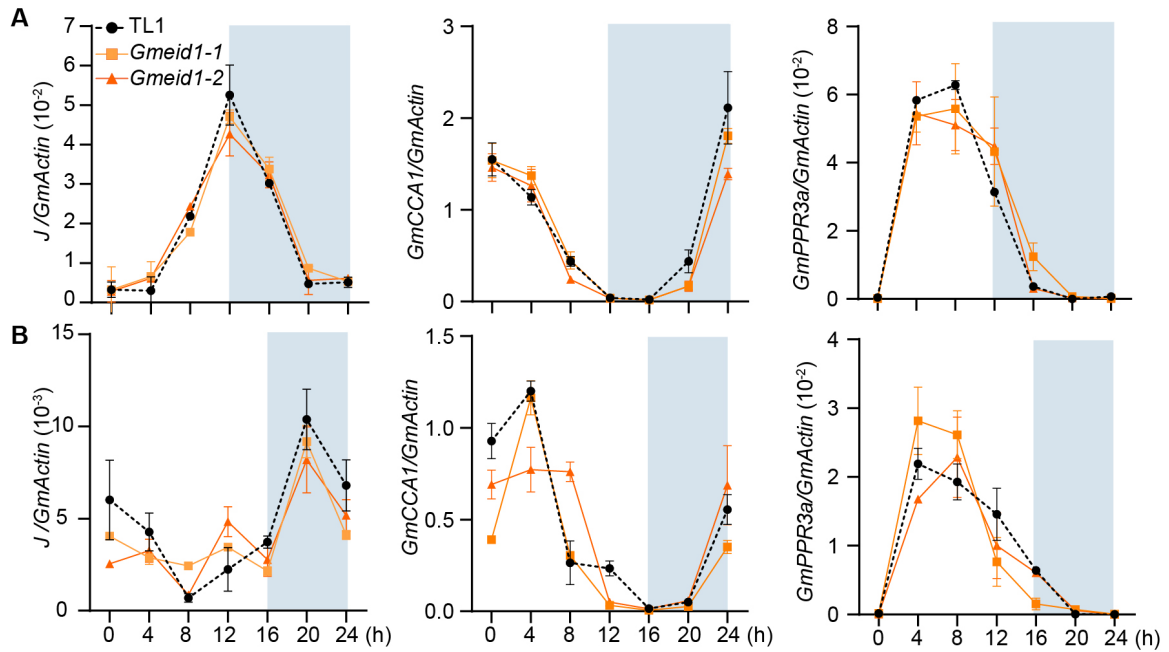 A
TL1
Gmeid1-1
Gmeid1-2
J /GmActin (10-2)
7
6
5
4
3
2
1
0
GmCCA1/GmActin
3
2
1
0
GmPPR3a/GmActin (10-2)
8
6
4
2
0
B
J /GmActin (10-3)
15
10
5
0
0 4 8 12 16 20 24 (h)
GmCCA1/GmActin
1.5
1.0
0.5
0.0
0 4 8 12 16 20 24 (h)
GmPPR3a/GmActin (10-2)
4
3
2
1
0
0 4 8 12 16 20 24 (h)